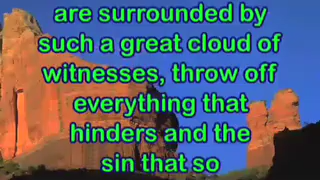 are surrounded by
such a great cloud of
witnesses, throw off
everything that
hinders and the
sin that so